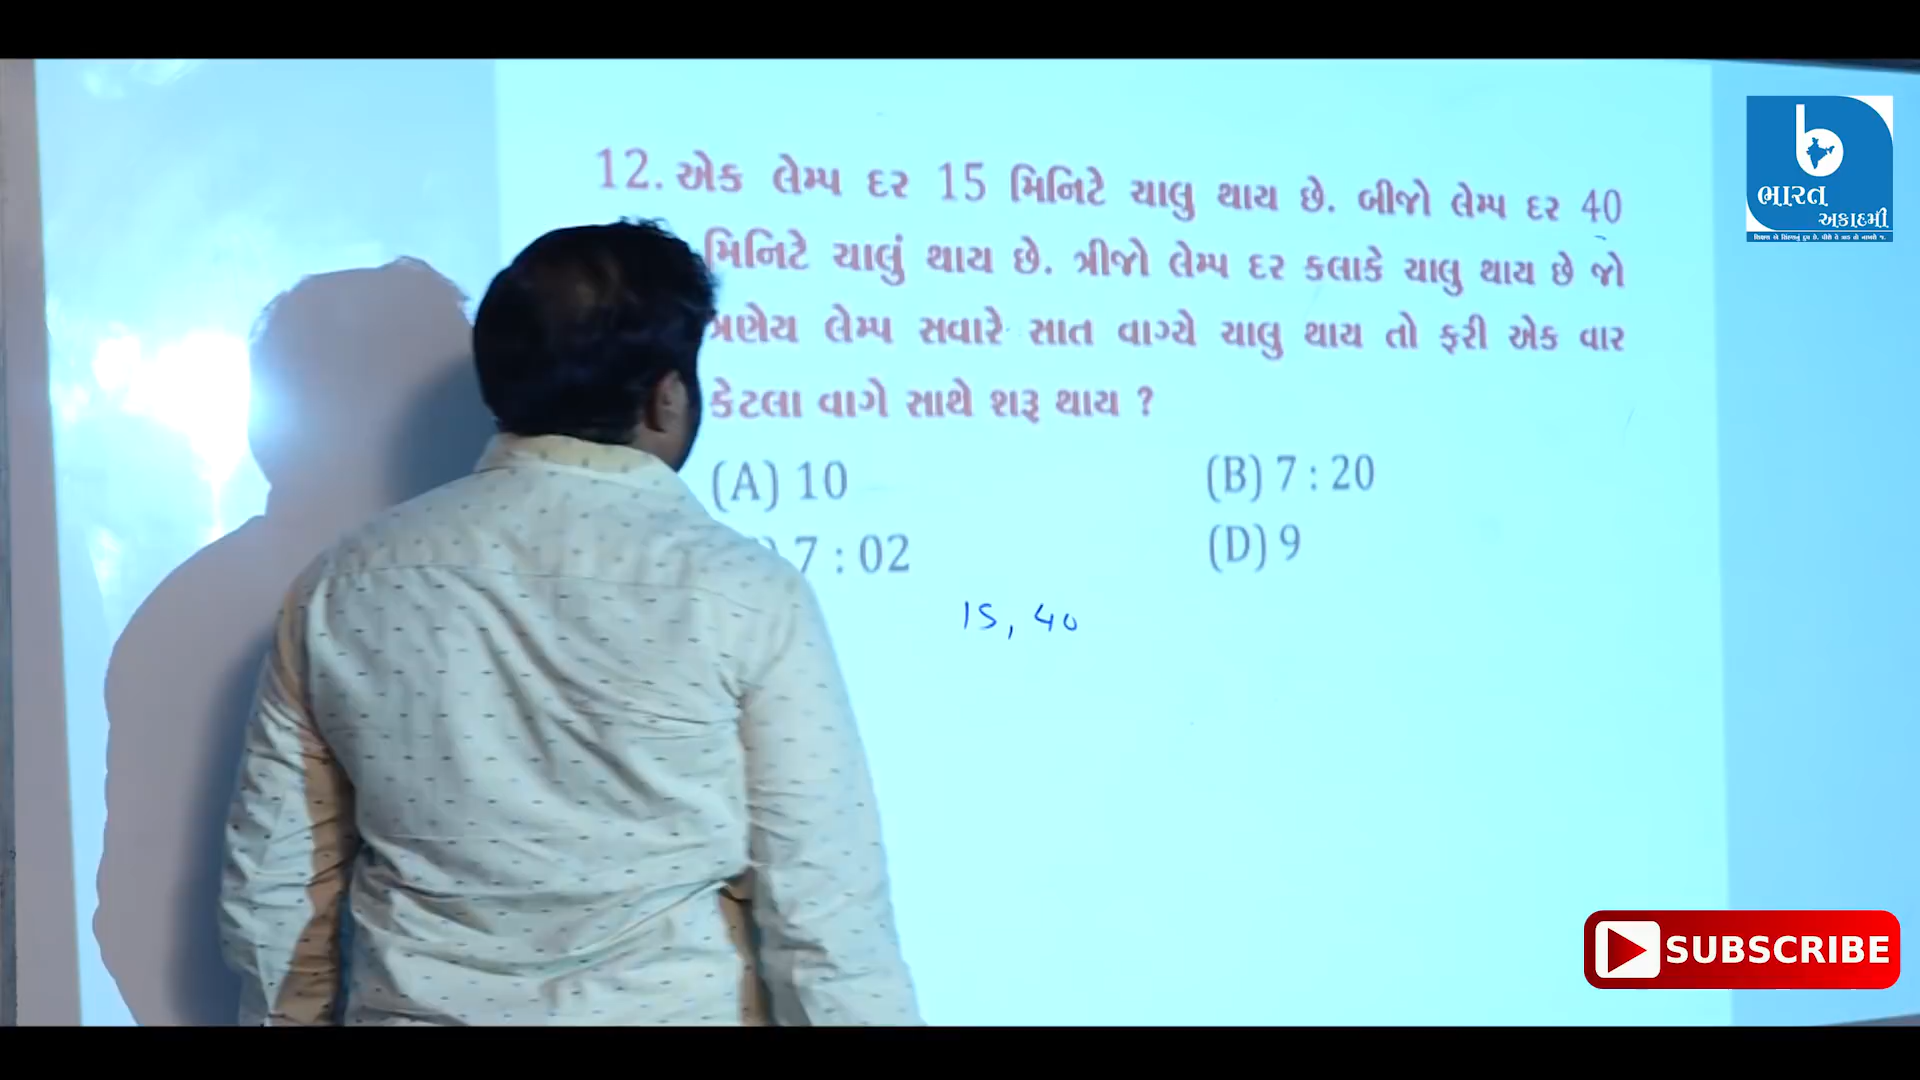 12. એક લેમ્પ દર 15 મિનિટે ચાલુ થાય છે. બીજો લેમ્પ દર 40
મિનિટે ચાલું થાય છે. ત્રીજો લેમ્પ દર કલાકે ચાલુ થાય છે જો
ત્રણેય લેમ્પ સવારે સાત વાગ્યે ચાલુ થાય તો ફરી એક વાર
કેટલા વાગે સાથે શરૂ થાય ?
(A) 10 (B) 7 : 20
7 : 02 (D) 9
15, 40
ભારત
અકાદમી
SUBSCRIBE